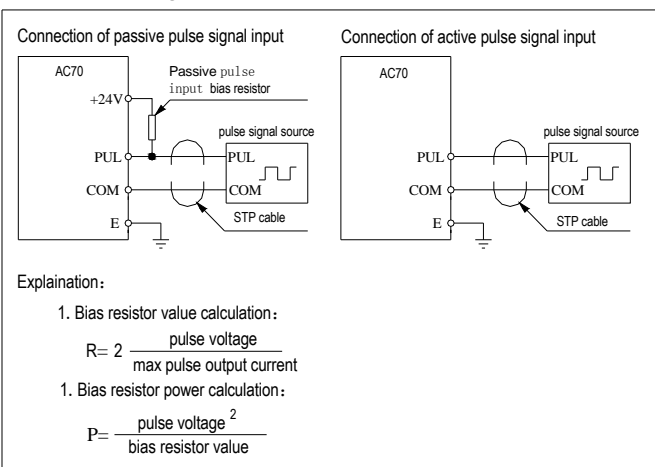 Connection of passive pulse signal input
AC70
+24V
Passive pulse
input bias resistor
pulse signal source
PUL
PUL
COM
COM
STP cable
E
Connection of active pulse signal input
AC70
pulse signal source
PUL
PUL
COM
COM
STP cable
E
Explaination：
1. Bias resistor value calculation：
R= 2 pulse voltage
max pulse output current
1. Bias resistor power calculation：
P= pulse voltage 2
bias resistor value